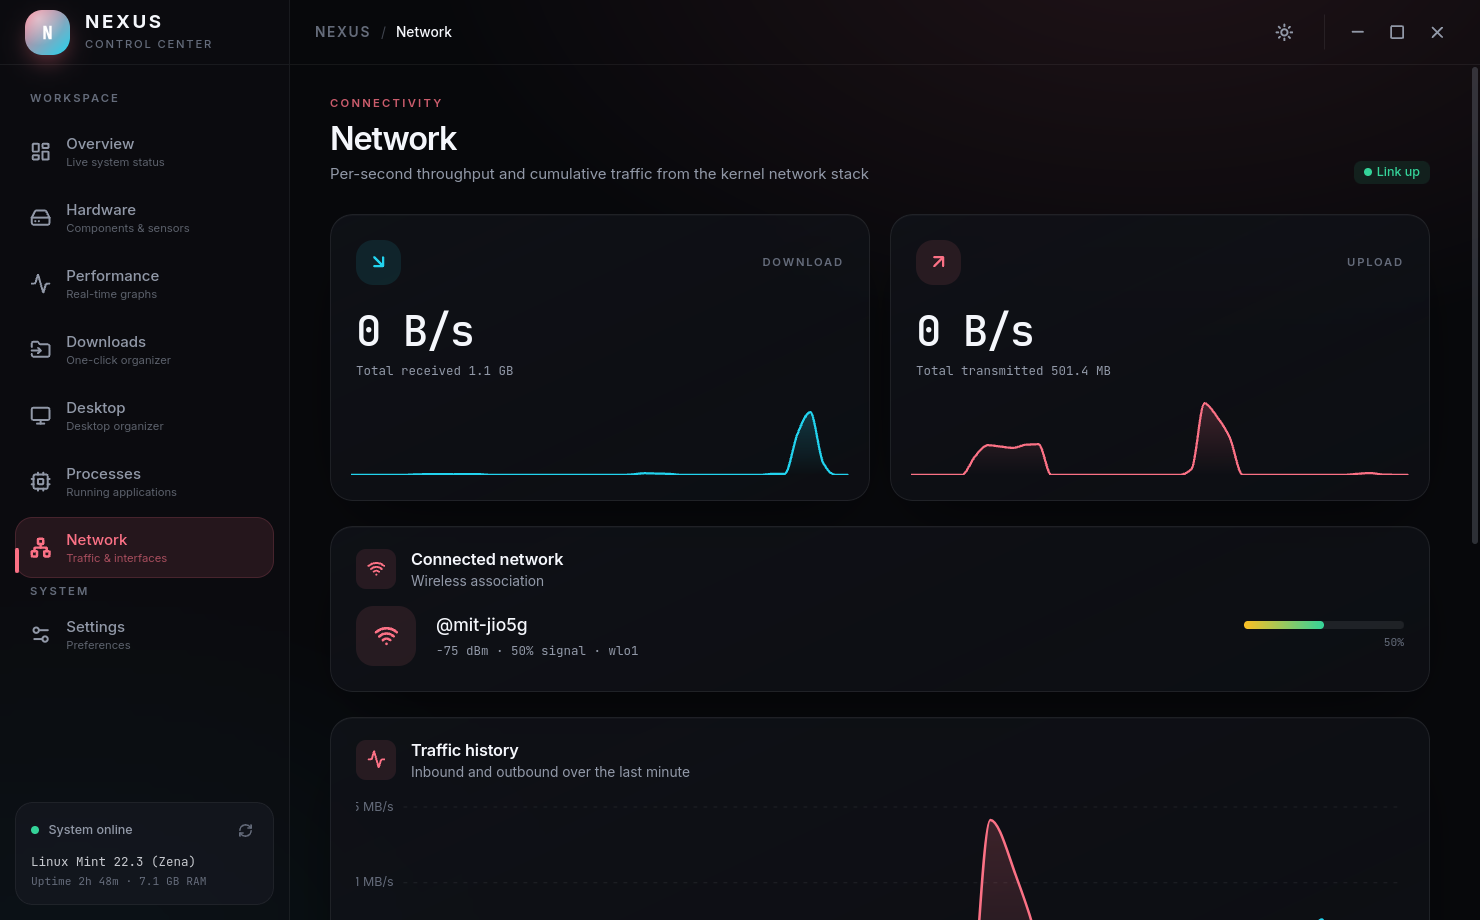 N
NEXUS
CONTROL CENTER
NEXUS / Network
WORKSPACE
Overview
Live system status
Hardware
Components & sensors
Performance
Real-time graphs
Downloads
One-click organizer
Desktop
Desktop organizer
Processes
Running applications
Network
Traffic & interfaces
SYSTEM
Settings
Preferences
System online
Linux Mint 22.3 (Zena)
Uptime 2h 48m · 7.1 GB RAM
CONNECTIVITY
Network
Per-second throughput and cumulative traffic from the kernel network stack
Link up
DOWNLOAD
0 B/s
Total received 1.1 GB
UPLOAD
0 B/s
Total transmitted 501.4 MB
Connected network
Wireless association
@mit-jio5g
-75 dBm · 50% signal · wlo1
50%
Traffic history
Inbound and outbound over the last minute
MB/s
MB/s